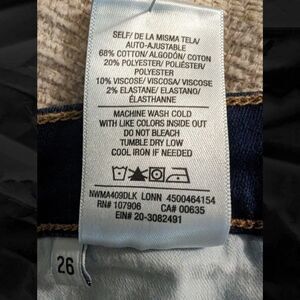 SELF/ DE LA MISMA TELA/
AUTO-AJUSTABLE
68% COTTON/ ALGODÓN/ COTON
20% POLYESTER/ POLIÉSTER/
POLYESTER
10% VISCOSE/ VISCOSA/ VISCOSE
2% ELASTANE/ ELASTANO/
ÉLASTHANNE
MACHINE WASH COLD
WITH LIKE COLORS INSIDE OUT
DO NOT BLEACH
TUMBLE DRY LOW
COOL IRON IF NEEDED
NWMA409DLK LONN 4500464154
RN# 107906 CA# 00635
EIN# 20-3082491
26